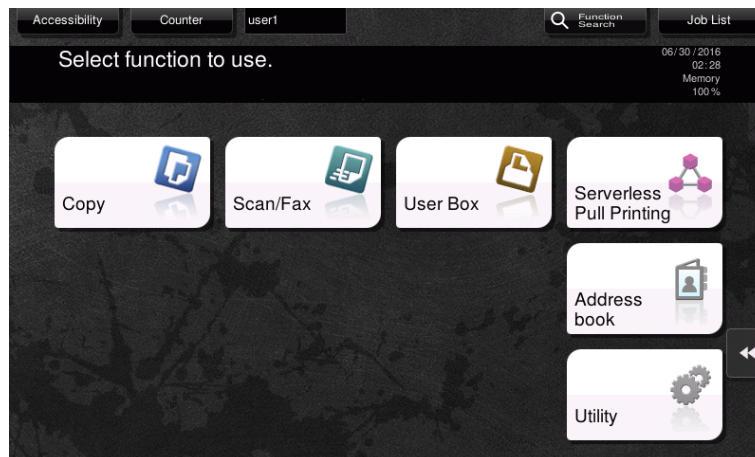 Accessibility
Counter
user1
Function
Search
Job List
Select function to use.
06/30/2016
02:28
Memory
100 %
Copy
Scan/Fax
User Box
Serverless
Pull Printing
Address
book
Utility